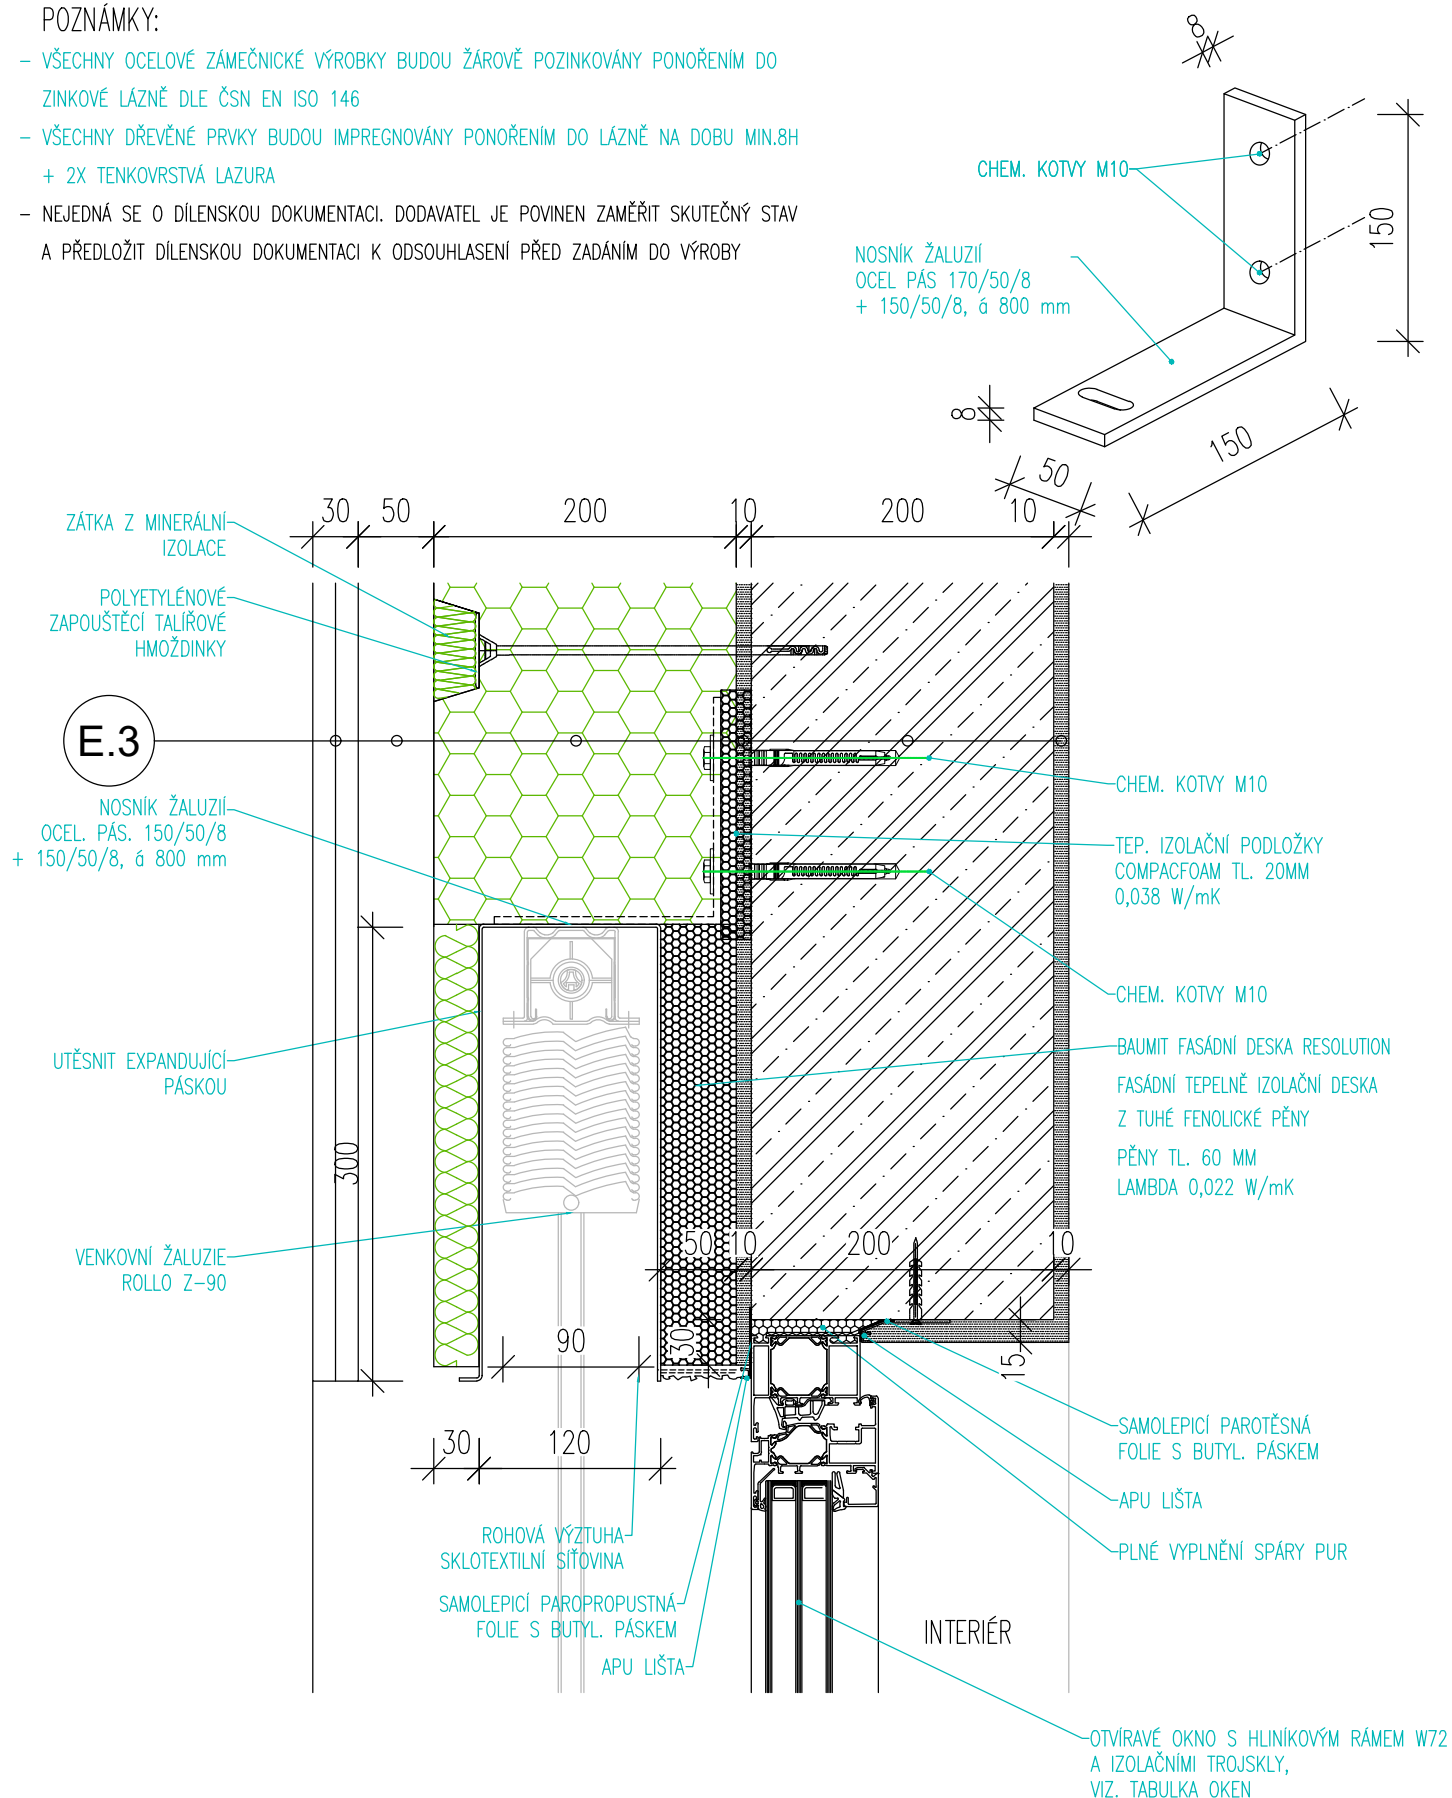 POZNÁMKY:
- VŠECHNY OCELOVÉ ZÁMEČNICKÉ VÝROBKY BUDOU ŽÁROVĚ POZINKOVÁNY PONOŘENÍM DO
ZINKOVÉ LÁZNĚ DLE ČSN EN ISO 146
- VŠECHNY DŘEVĚNÉ PRVKY BUDOU IMPREGNOVÁNY PONOŘENÍM DO LÁZNĚ NA DOBU MIN.8H
+ 2X TENKOVRSTVÁ LAZURA
- NEJEDNÁ SE O DÍLENSKOU DOKUMENTACI. DODAVATEL JE POVINEN ZAMĚŘIT SKUTEČNÝ STAV
A PŘEDLOŽIT DÍLENSKOU DOKUMENTACI K ODSOUHLASENÍ PŘED ZADÁNÍM DO VÝROBY
8
CHEM. KOTVY M10
150
NOSNÍK ŽALUZIÍ
OCEL PÁS 170/50/8
+ 150/50/8, á 800 mm
8
50
150
30
50
200
10
200
10
ZÁTKA Z MINERÁLNÍ
IZOLACE
POLYETYLÉNOVÉ
ZAPOUŠTĚCÍ TALÍŘOVÉ
HMOŽDINKY
E.3
NOSNÍK ŽALUZIÍ
OCEL. PÁS. 150/50/8
+ 150/50/8, á 800 mm
CHEM. KOTVY M10
TEP. IZOLAČNÍ PODLOŽKY
COMPACFOAM TL. 20MM
0,038 W/mK
CHEM. KOTVY M10
UTĚSNIT EXPANDUJÍCÍ
PÁSKOU
BAUMIT FASÁDNÍ DESKA RESOLUTION
FASÁDNÍ TEPELNĚ IZOLAČNÍ DESKA
Z TUHÉ FENOLICKÉ PĚNY
PĚNY TL. 60 MM
LAMBDA 0,022 W/mK
300
VENKOVNÍ ŽALUZIE
ROLLO Z-90
50
10
200
10
90
30
15
30
120
SAMOLEPICÍ PAROTĚSNÁ
FOLIE S BUTYL. PÁSKEM
APU LIŠTA
PLNÉ VYPLNĚNÍ SPÁRY PUR
ROHOVÁ VÝZTUHA
SKLOTEXTILNÍ SÍŤOVINA
SAMOLEPICÍ PAROPROPUSTNÁ
FOLIE S BUTYL. PÁSKEM
APU LIŠTA
INTERIÉR
OTVÍRAVÉ OKNO S HLINÍKOVÝM RÁMEM W72
A IZOLAČNÍMI TROJSKLY,
VIZ. TABULKA OKEN